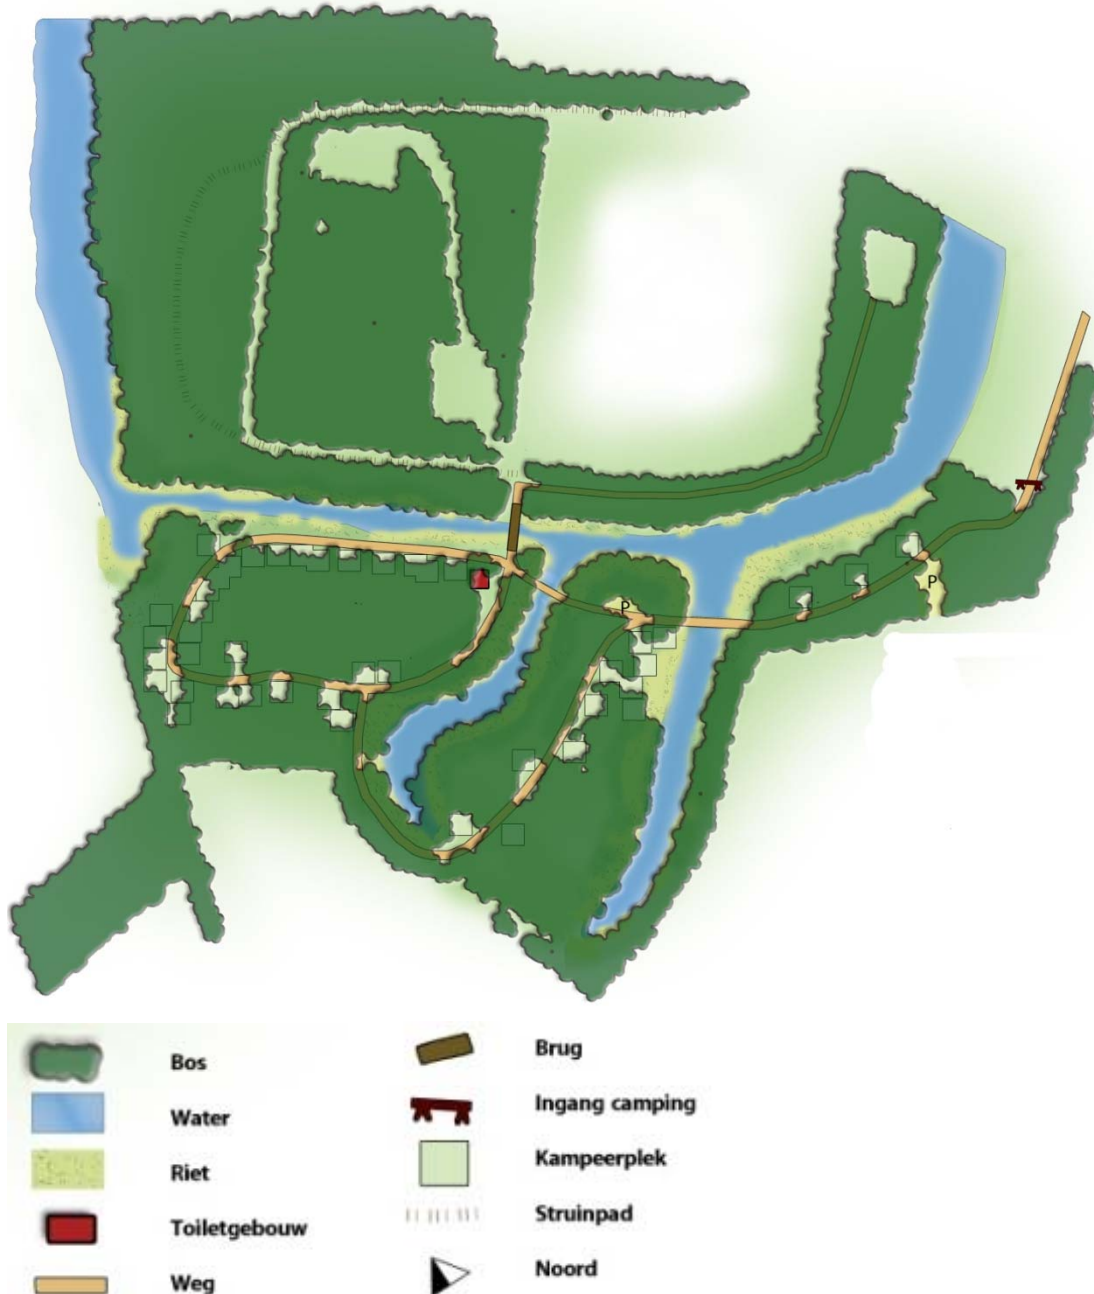 P
P
Bos
Water
Riet
Toiletgebouw
Weg
Brug
Ingang camping
Kampeerplek
Struinpad
Noord